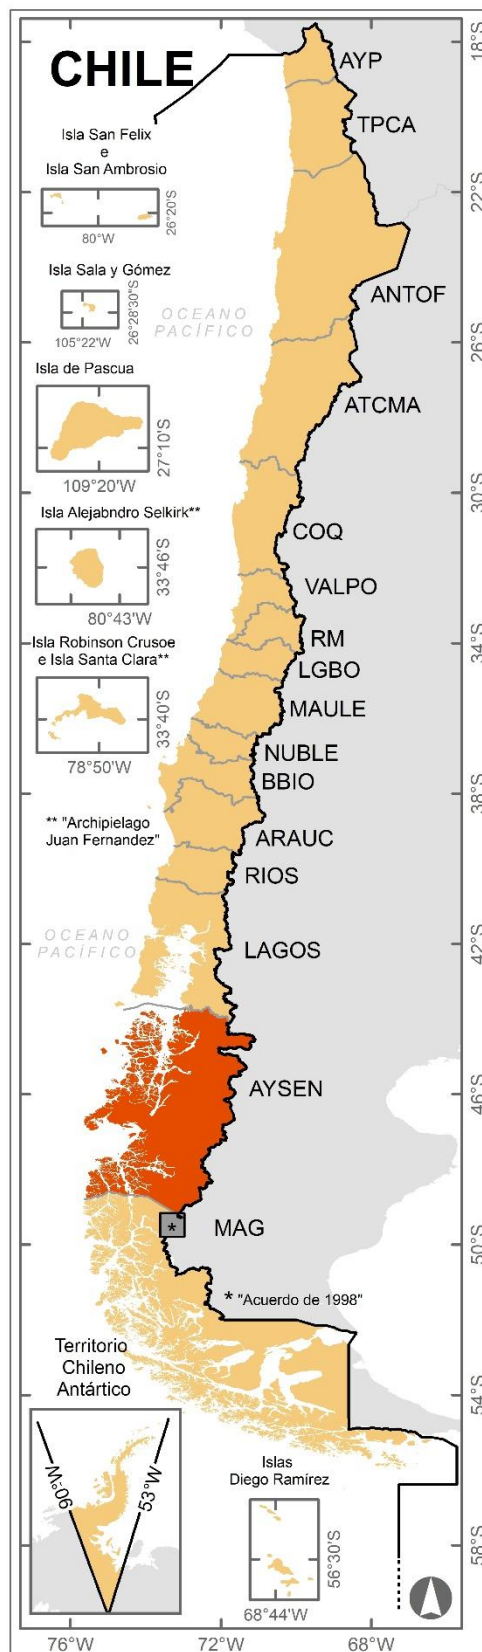 CHILE
Isla San Felix
e
Isla San Ambrosio
26°20'S
80°W
Isla Sala y Gómez
26°28'30"S
105°22'W
Isla de Pascua
27°10'S
109°20'W
Isla Alejabndro Selkirk**
33°46'S
80°43'W
Isla Robinson Crusoe
e Isla Santa Clara**
33°40'S
78°50'W
** "Archipielago
Juan Fernandez"
OCEANO
PACÍFICO
OCEANO
PACÍFICO
AYP
TPCA
ANTOF
ATCMA
COQ
VALPO
RM
LGBO
MAULE
NUBLE
BBIO
ARAUC
RIOS
LAGOS
AYSEN
MAG
*
* "Acuerdo de 1998"
Territorio
Chileno
Antártico
90°W
53°W
Islas
Diego Ramírez
56°30'S
68°44'W
18°S
22°S
26°S
30°S
34°S
38°S
42°S
46°S
50°S
54°S
58°S
76°W
72°W
68°W